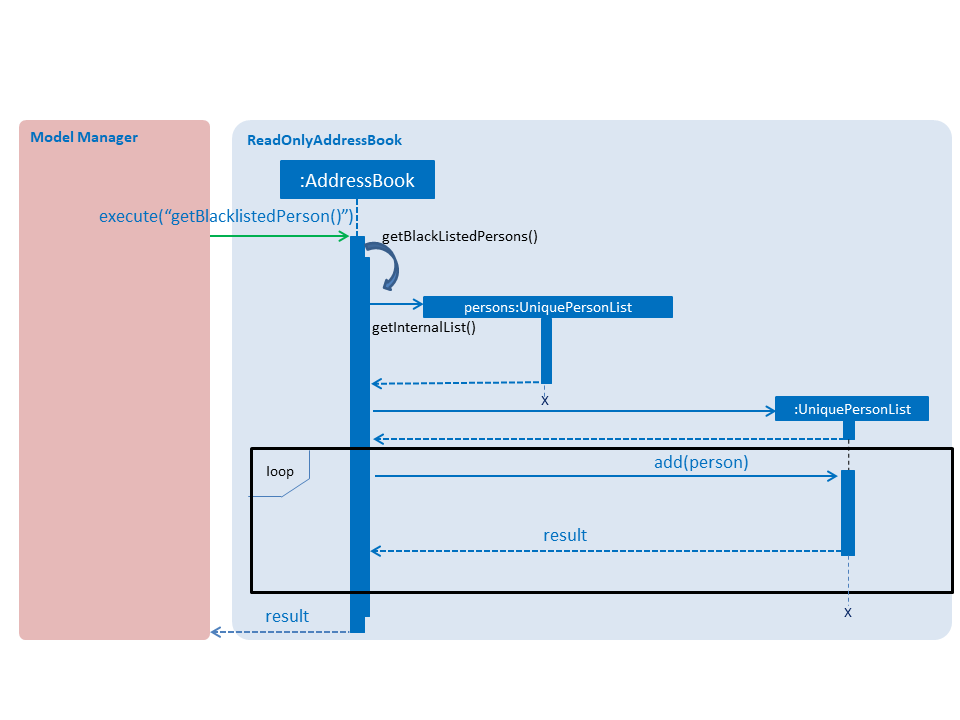 Model Manager
ReadOnlyAddressBook
:AddressBook
execute(“getBlacklistedPerson()”)
getBlackListedPersons()
persons:UniquePersonList
getInternalList()
X
:UniquePersonList
add(person)
loop
result
X
result